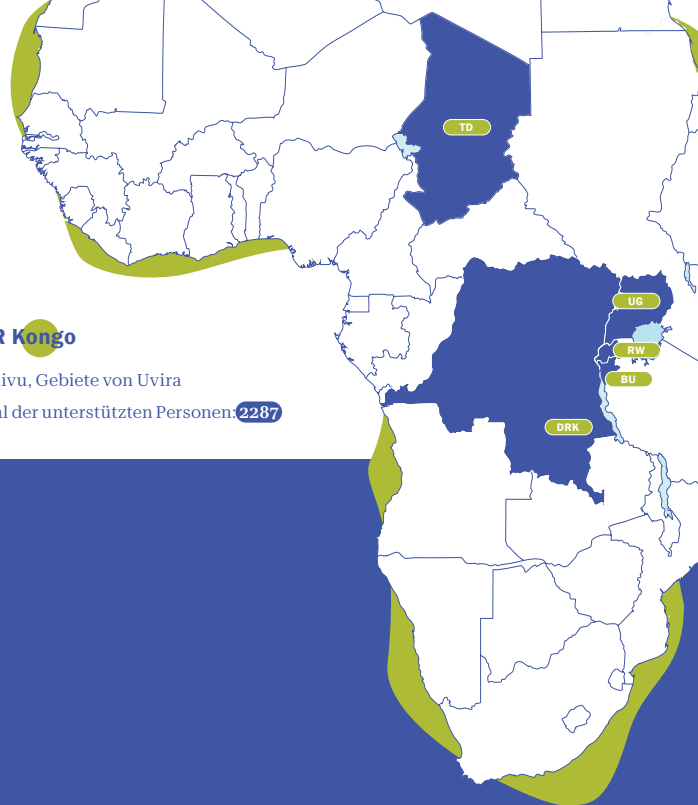 TD
UG
R Kongo
RW
ivu, Gebiete von Uvira
BU
l der unterstützten Personen: 2287
DRK